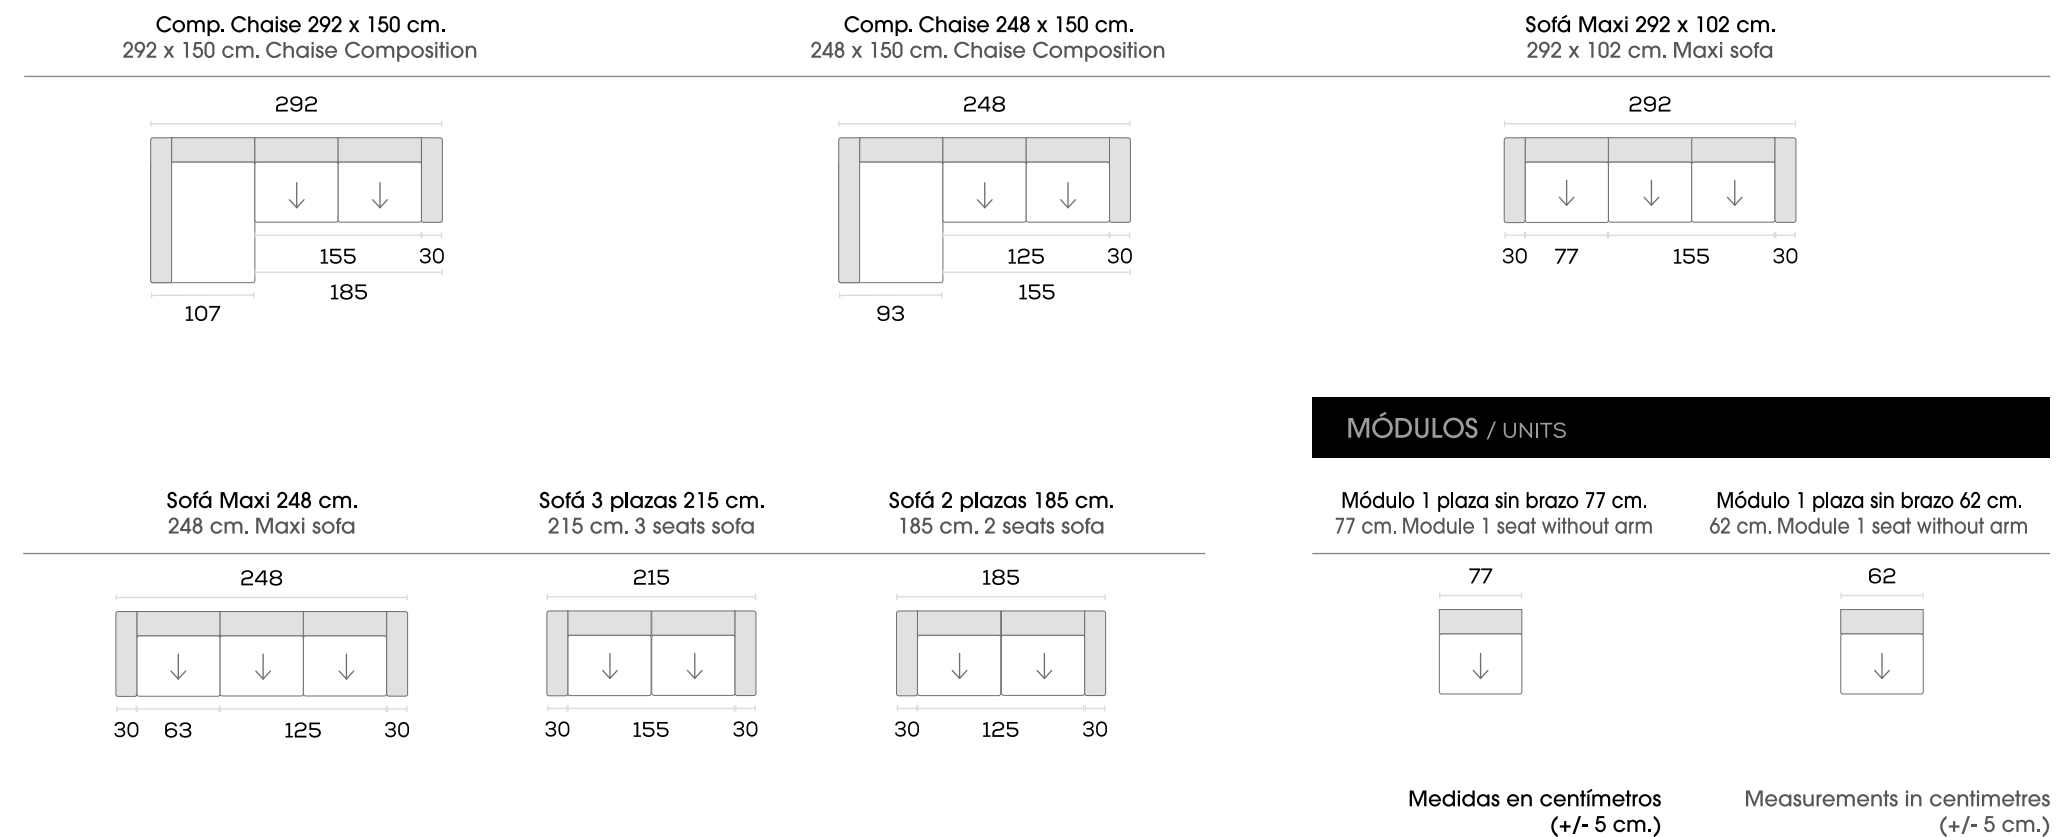 Comp. Chaise 292 x 150 cm.
292 x 150 cm. Chaise Composition
292
155
30
185
107
Comp. Chaise 248 x 150 cm.
248 x 150 cm. Chaise Composition
248
125
30
155
93
Sofá Maxi 292 x 102 cm.
292 x 102 cm. Maxi sofa
292
30 77 155 30
Sofá Maxi 248 cm.
248 cm. Maxi sofa
248
30 63 125 30
Sofá 3 plazas 215 cm.
215 cm. 3 seats sofa
215
30 155 30
Sofá 2 plazas 185 cm.
185 cm. 2 seats sofa
185
30 125 30
MÓDULOS / UNITS
Módulo 1 plaza sin brazo 77 cm.
77 cm. Module 1 seat without arm
77
Módulo 1 plaza sin brazo 62 cm.
62 cm. Module 1 seat without arm
62
Medidas en centímetros
(+/- 5 cm.)
Measurements in centimetres
(+/- 5 cm.)